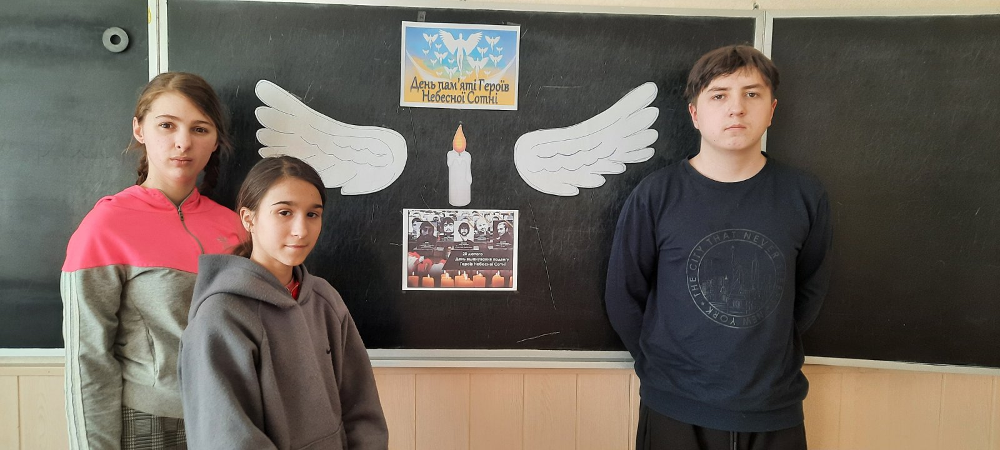 День пам'яті Героїв
Небесної Сотні
20 лютого
День вшанування подвигу
Героїв Небесної Сотні
THE CITY THAT NEVER
NEW YORK